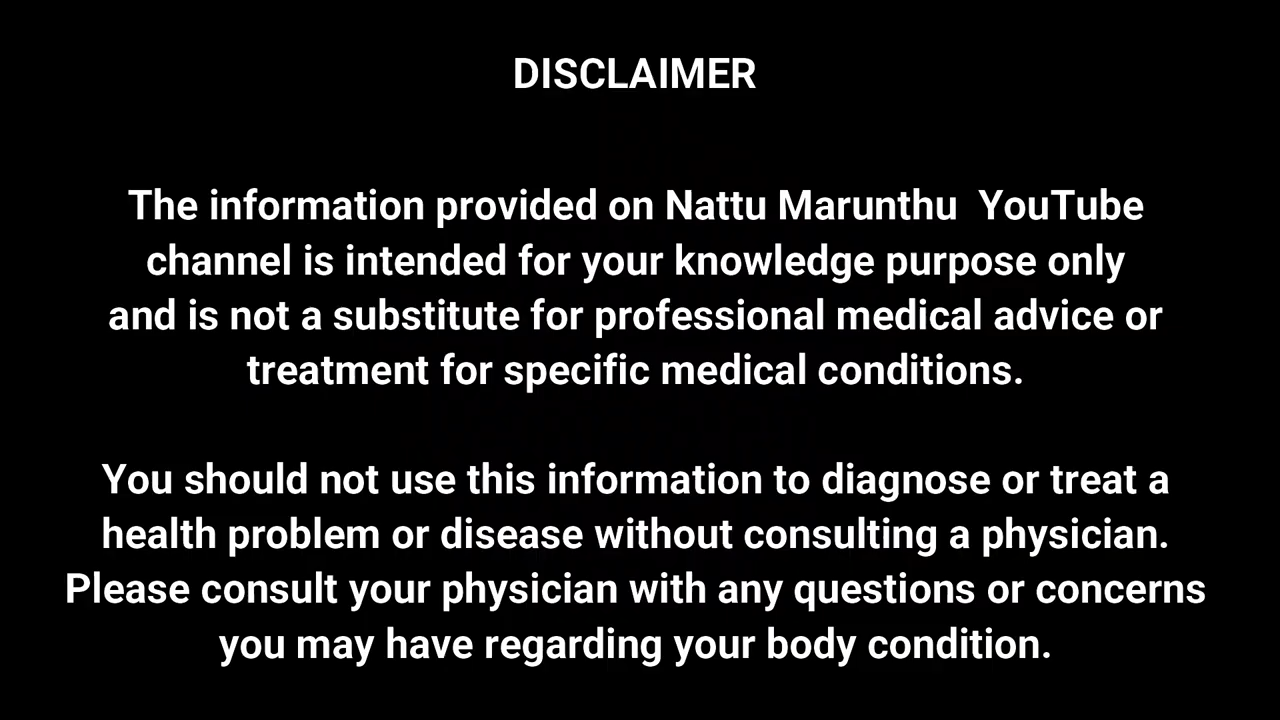 DISCLAIMER
The information provided on Nattu Marunthu  YouTube
channel is intended for your knowledge purpose only
and is not a substitute for professional medical advice or
treatment for specific medical conditions.
You should not use this information to diagnose or treat a
health problem or disease without consulting a physician.
Please consult your physician with any questions or concerns
you may have regarding your body condition.